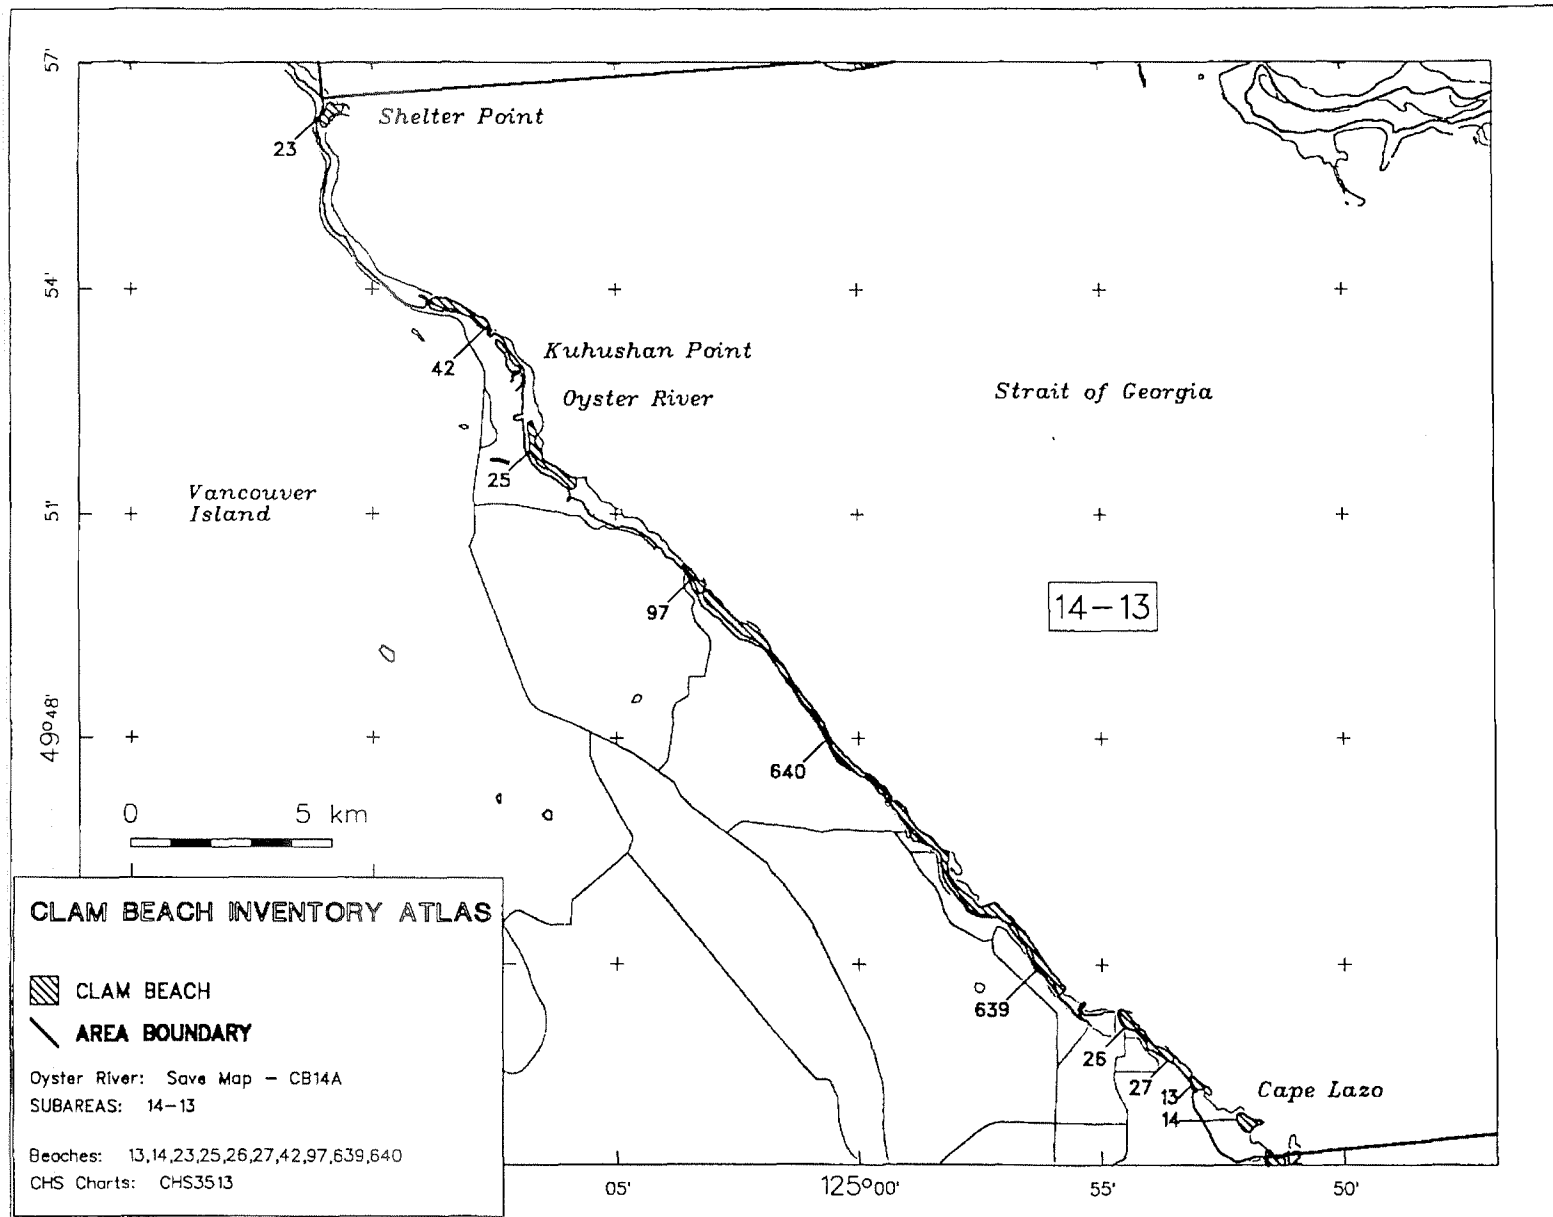 57'
Shelter Point
23
54'
42
Kuhushan Point
Oyster River
Strait of Georgia
25
Vancouver
Island
51'
97
14-13
49°48'
640
0 5 km
CLAM BEACH INVENTORY ATLAS
CLAM BEACH
AREA BOUNDARY
Oyster River: Save Map - CB14A
SUBAREAS: 14-13
Beaches: 13,14,23,25,26,27,42,97,639,640
CHS Charts: CHS3513
639
26
27
13
14
Cape Lazo
05'
125°00'
55'
50'